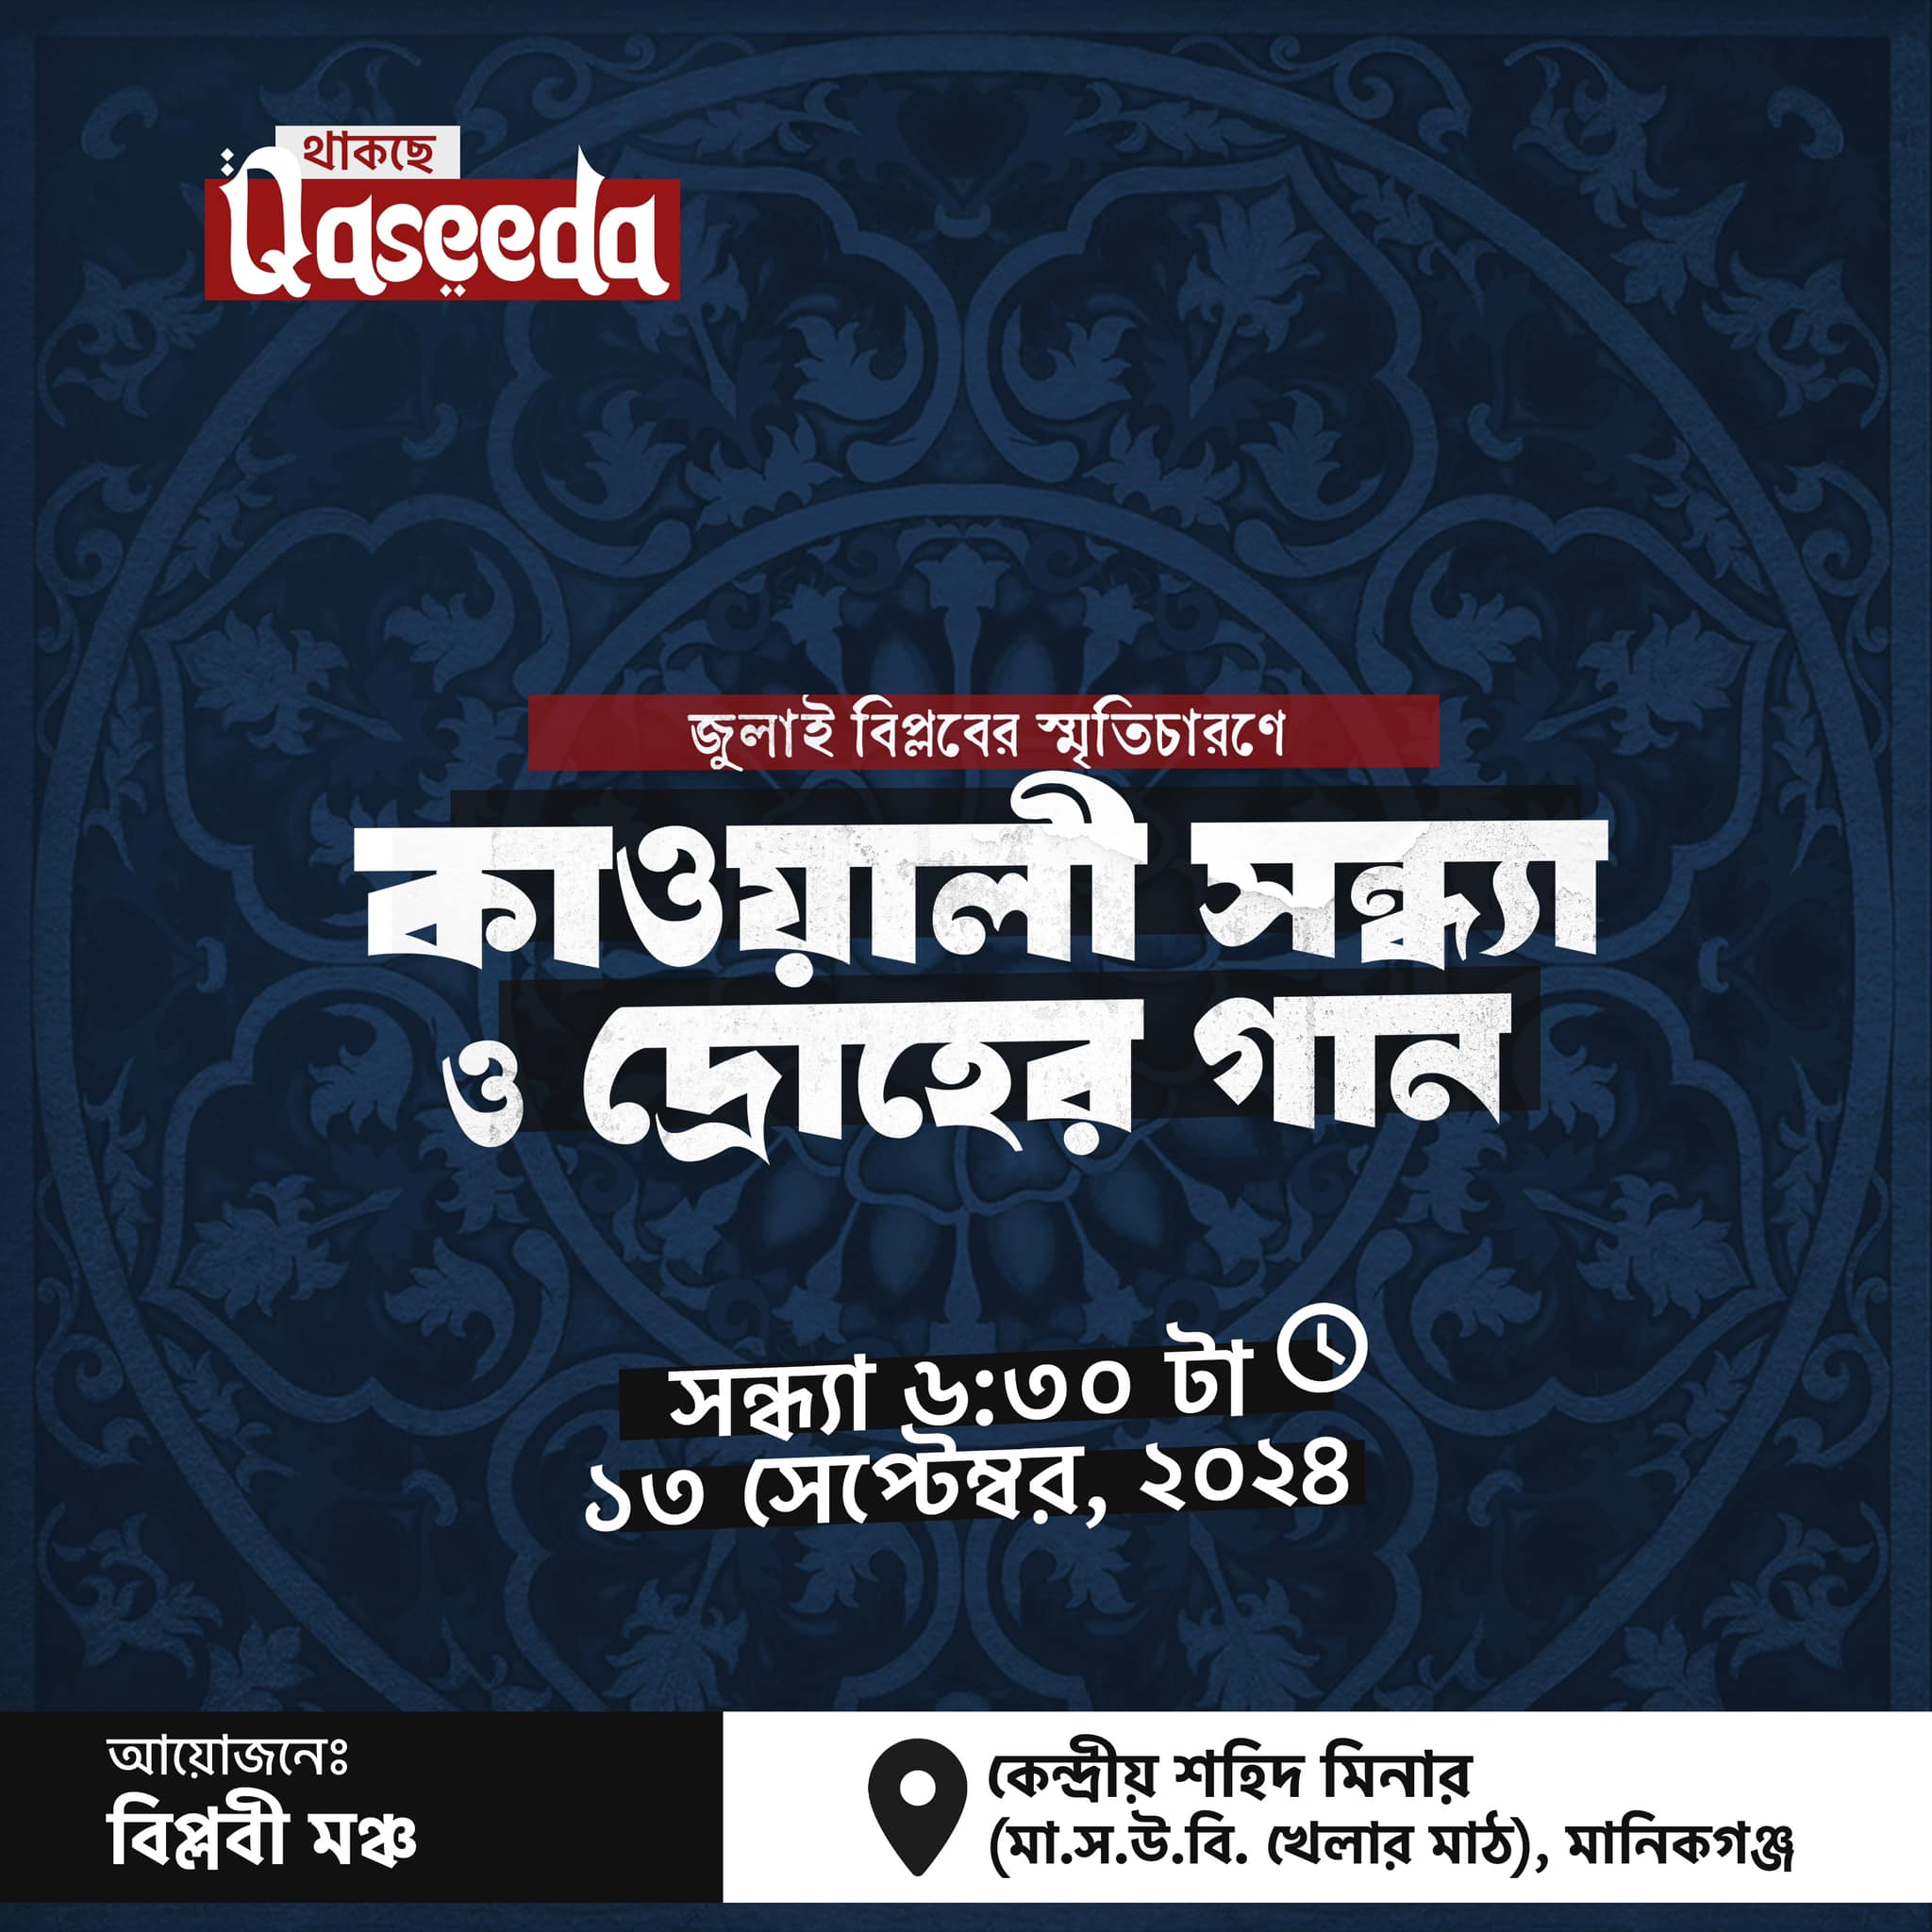 থাকছে
Qaseeda
জুলাই বিপ্লবের স্মৃতিচারণে
কাওয়ালী সন্ধ্যা
ও দ্রোহের গান
সন্ধ্যা ৬:৩০ টা
১৩ সেপ্টেম্বর, ২০২৪
আয়োজনেঃ
বিপ্লবী মঞ্চ
কেন্দ্রীয় শহিদ মিনার
(মা.স.উ.বি. খেলার মাঠ), মানিকগঞ্জ